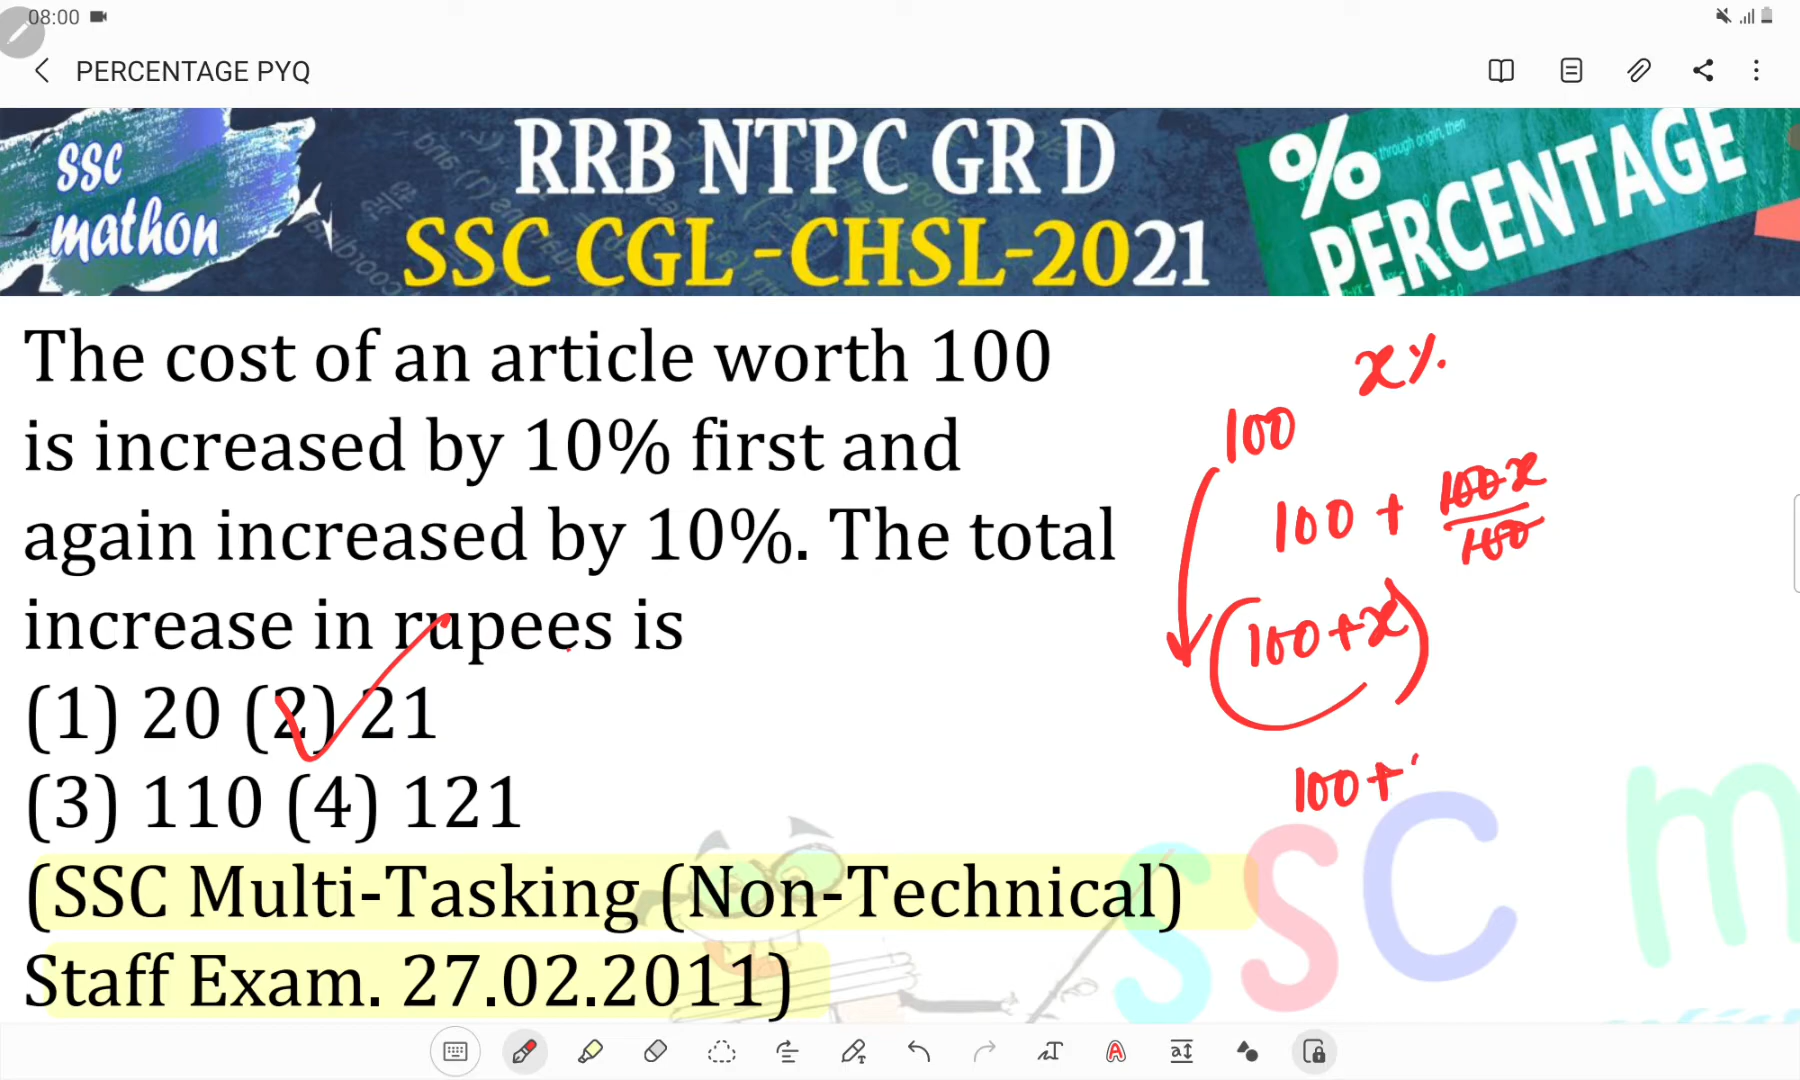 08:00
PERCENTAGE PYQ
SSC
mathon
RRB NTPC GR D
SSC CGL -CHSL-2021
%
PERCENTAGE
through origin, then
The cost of an article worth 100
is increased by 10% first and
again increased by 10%. The total
increase in rupees is
(1) 20 (2) 21
(3) 110 (4) 121
(SSC Multi-Tasking (Non-Technical)
Staff Exam. 27.02.2011)
x%
100
100 + 100x/100
(100+x)
100+
SSC m